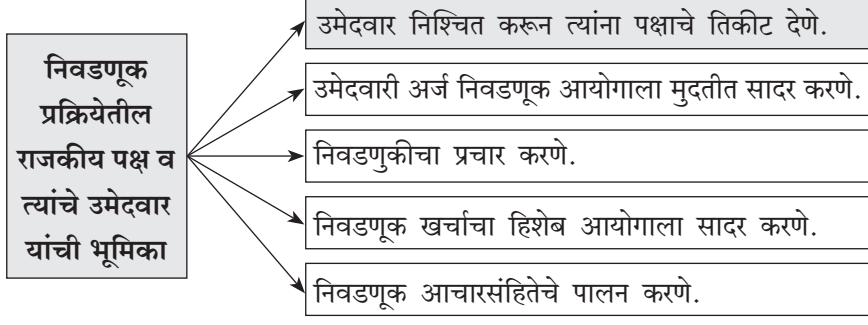 निवडणूक
प्रक्रियेतील
राजकीय पक्ष व
त्यांचे उमेदवार
यांची भूमिका
उमेदवार निश्चित करून त्यांना पक्षाचे तिकीट देणे.
उमेदवारी अर्ज निवडणूक आयोगाला मुदतीत सादर करणे.
निवडणुकीचा प्रचार करणे.
निवडणूक खर्चाचा हिशेब आयोगाला सादर करणे.
निवडणूक आचारसंहितेचे पालन करणे.